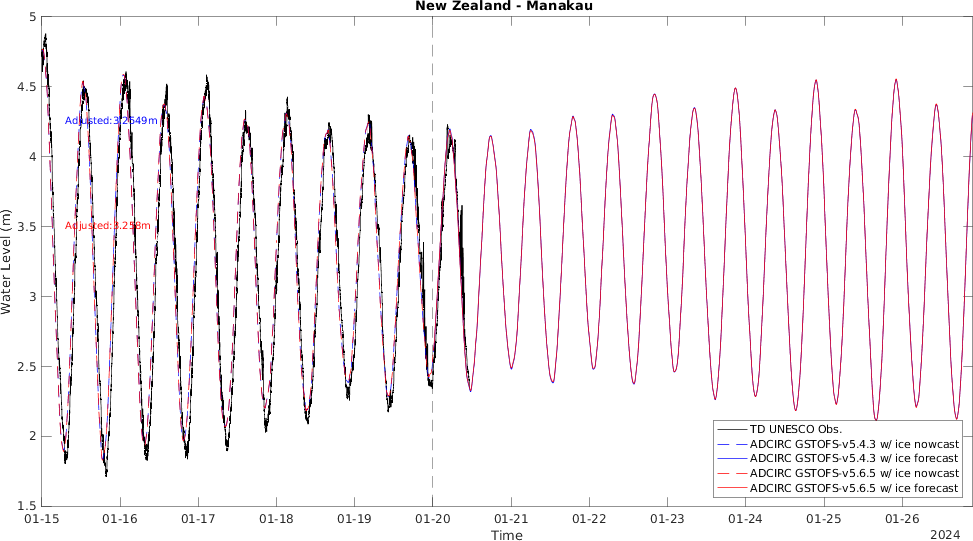 New Zealand - Manakau
5
4.5
4
3.5
3
2.5
2
1.5
Water Level (m)
Adjusted:3.2649m
Adjusted:3.258m
TD UNESCO Obs.
ADCIRC GSTOFS-v5.4.3 w/ ice nowcast
ADCIRC GSTOFS-v5.4.3 w/ ice forecast
ADCIRC GSTOFS-v5.6.5 w/ ice nowcast
ADCIRC GSTOFS-v5.6.5 w/ ice forecast
01-15 01-16 01-17 01-18 01-19 01-20 01-21 01-22 01-23 01-24 01-25 01-26
Time
2024